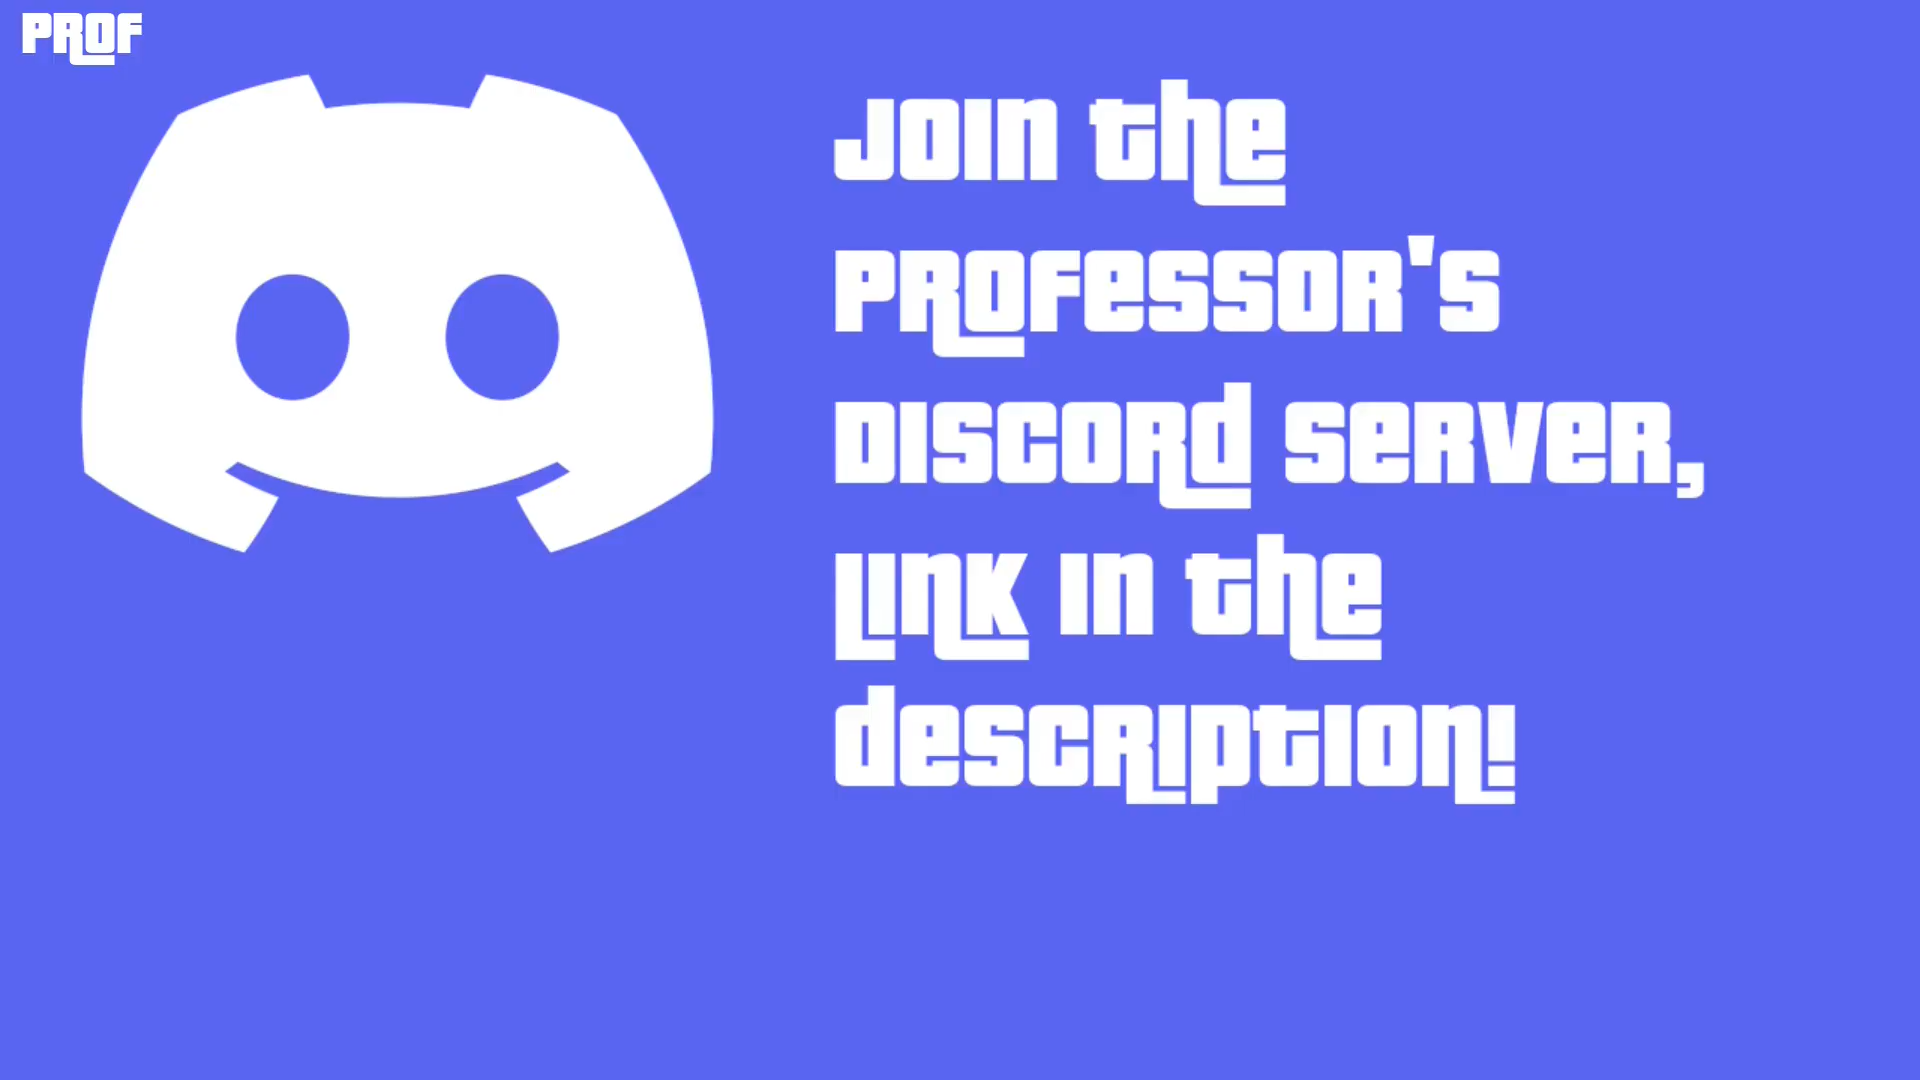 PROF
Join the
Professor's
Discord server,
Link in the
description!